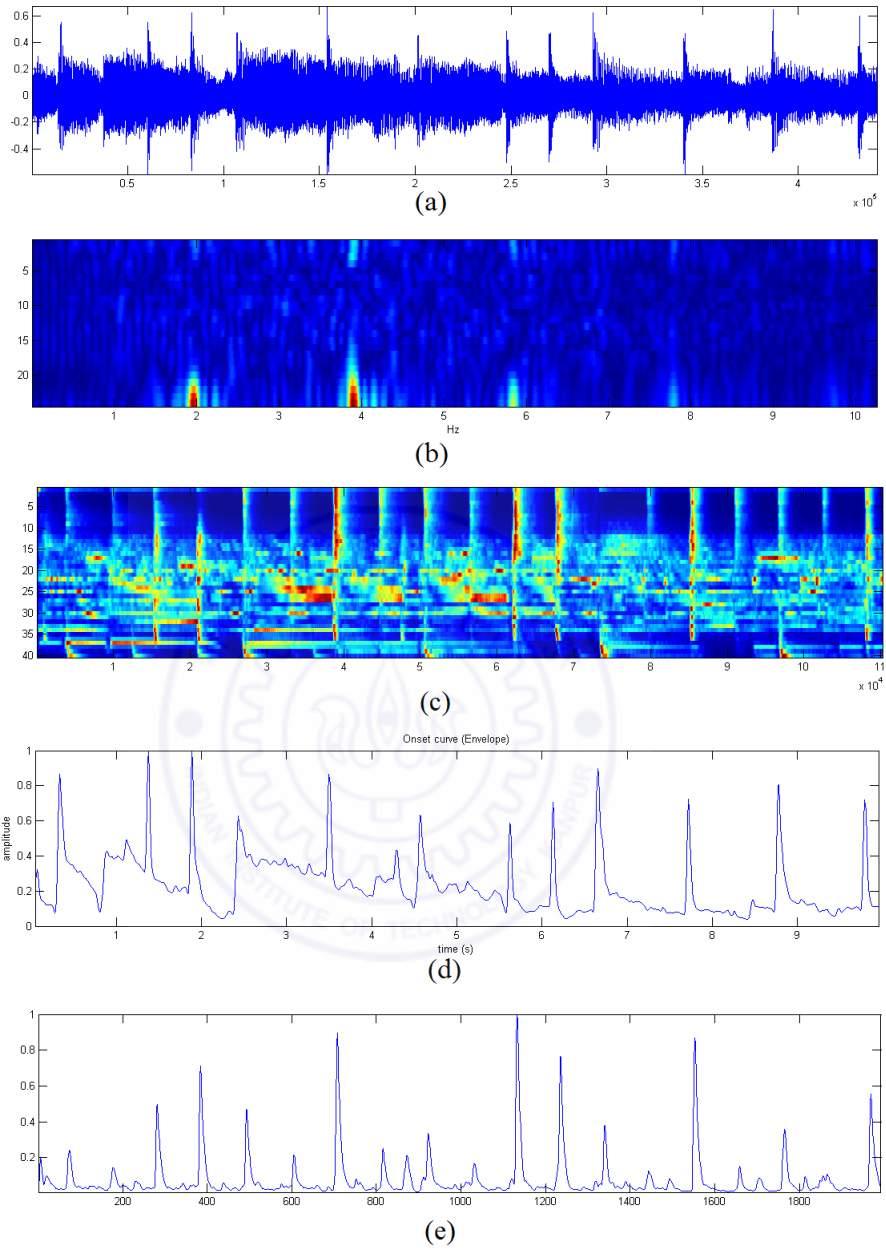 0.6
0.4
0.2
0
-0.2
-0.4
0.5 1 1.5 2 2.5 3 3.5 4
x 10^5
(a)
5
10
15
20
1 2 3 4 5 6 7 8 9 10
Hz
(b)
5
10
15
20
25
30
35
40
1 2 3 4 5 6 7 8 9 10 11
x 10^4
(c)
Onset curve (Envelope)
1
0.8
0.6
0.4
0.2
0
amplitude
1 2 3 4 5 6 7 8 9
time (s)
(d)
1
0.8
0.6
0.4
0.2
200 400 600 800 1000 1200 1400 1600 1800
(e)
INDIAN INSTITUTE OF TECHNOLOGY KANPUR